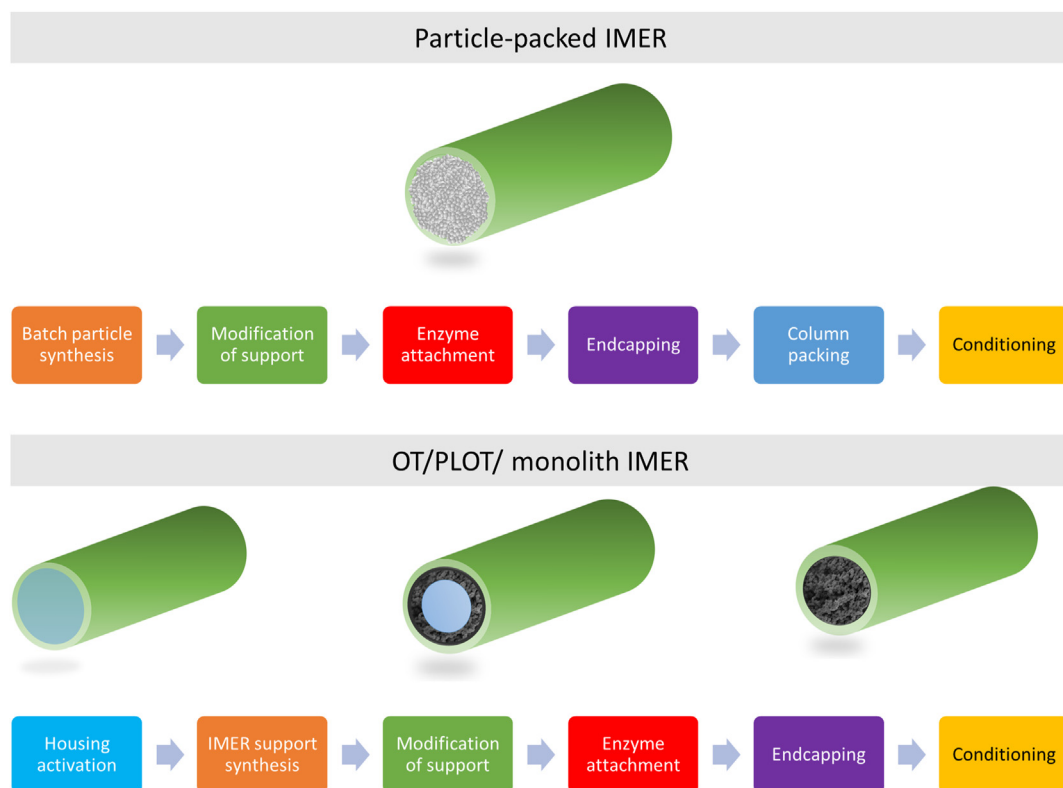 Particle-packed IMER
Batch particle
synthesis
Modification
of support
Enzyme
attachment
Endcapping
Column
packing
Conditioning
OT/PLOT/ monolith IMER
Housing
activation
IMER support
synthesis
Modification
of support
Enzyme
attachment
Endcapping
Conditioning